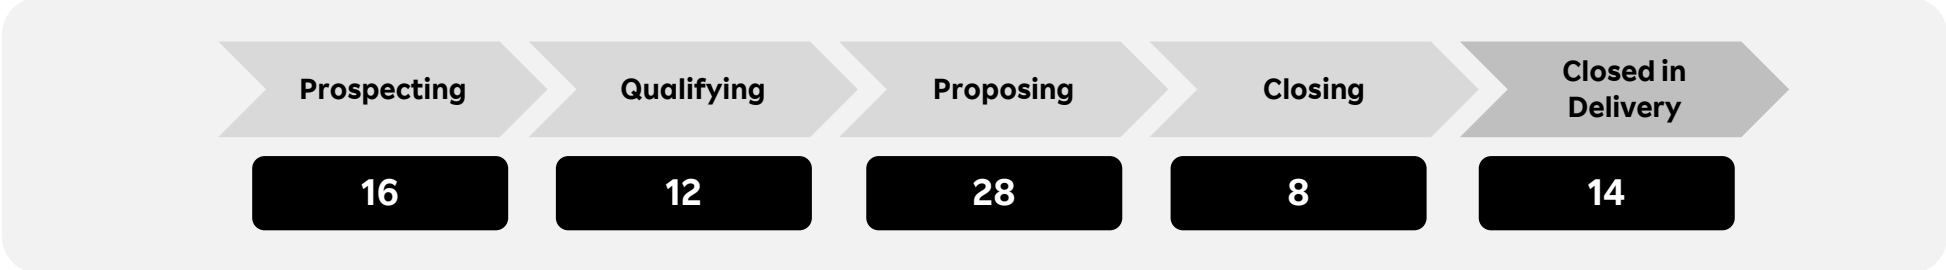 Prospecting
Qualifying
Proposing
Closing
Closed in
Delivery
16
12
28
8
14